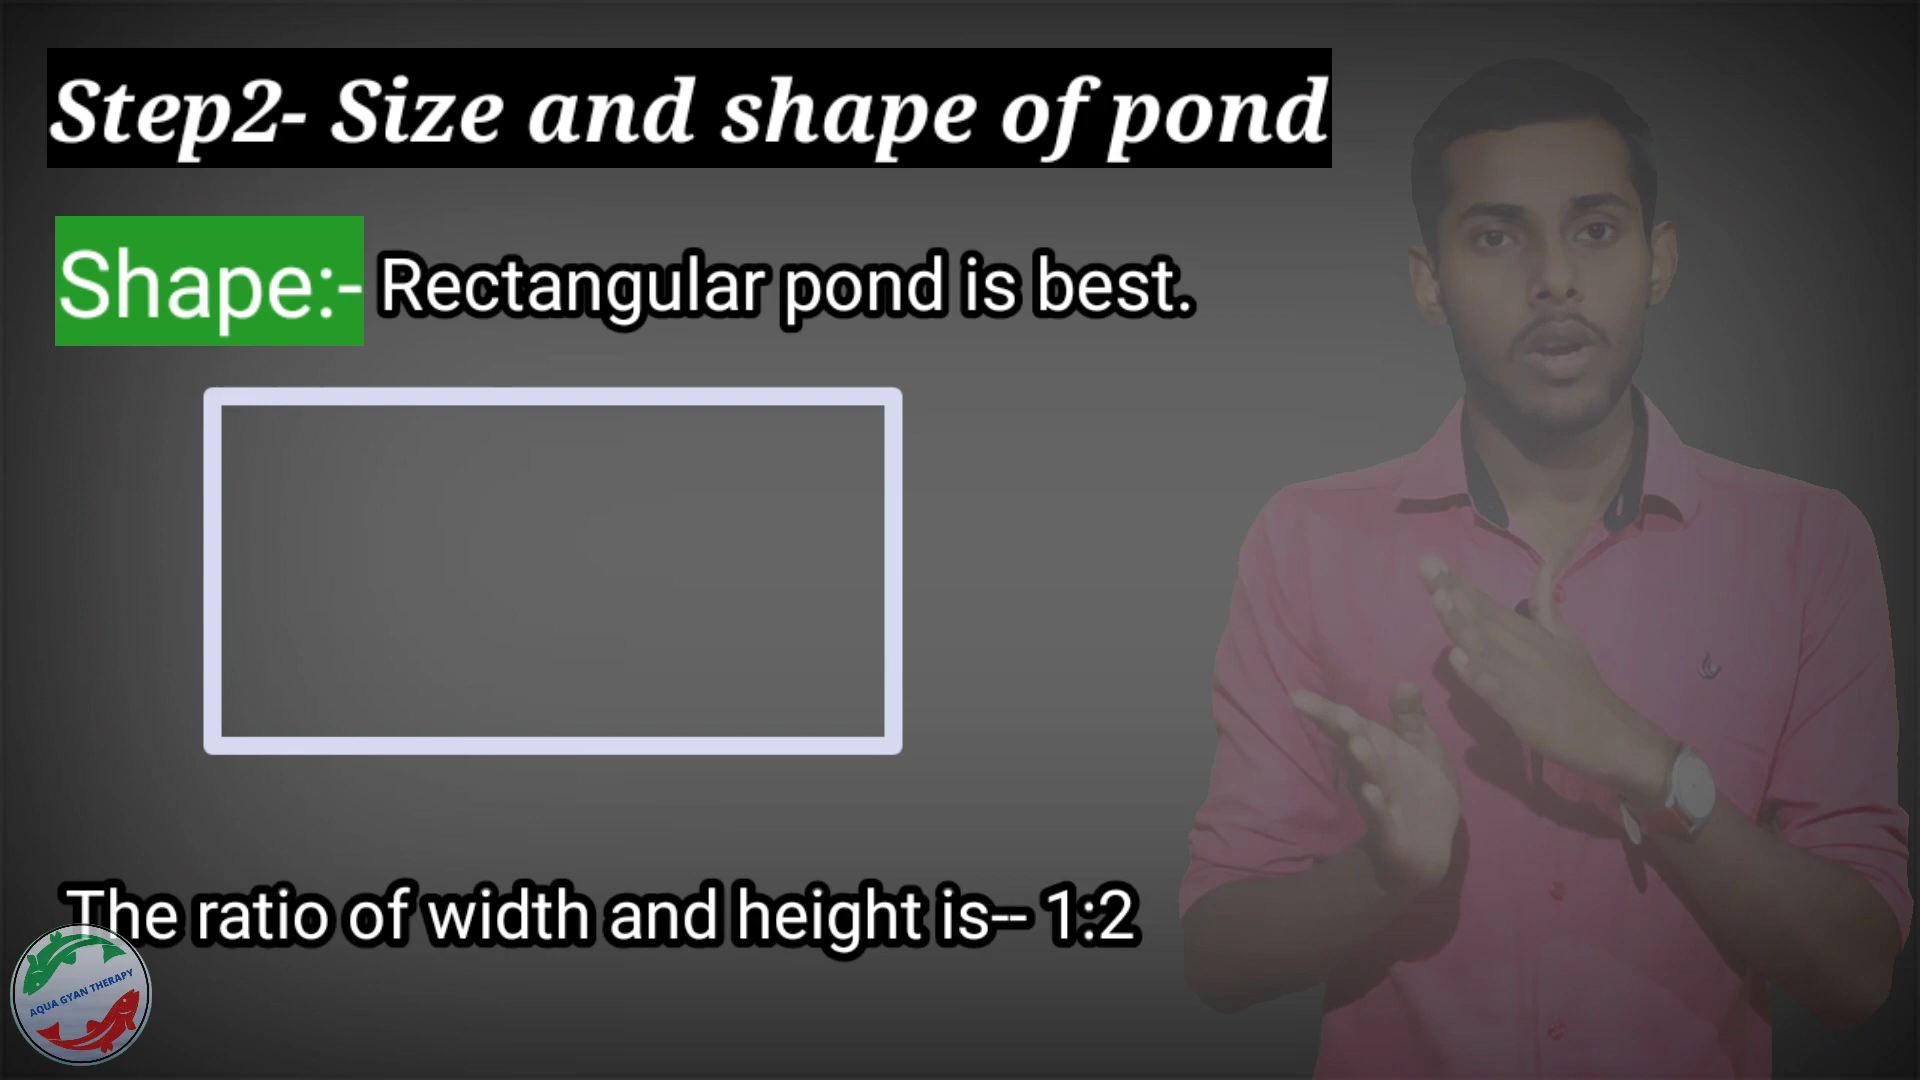 Step2- Size and shape of pond
Shape:- Rectangular pond is best.
The ratio of width and height is-- 1:2
AQUA GYAN THERAPY